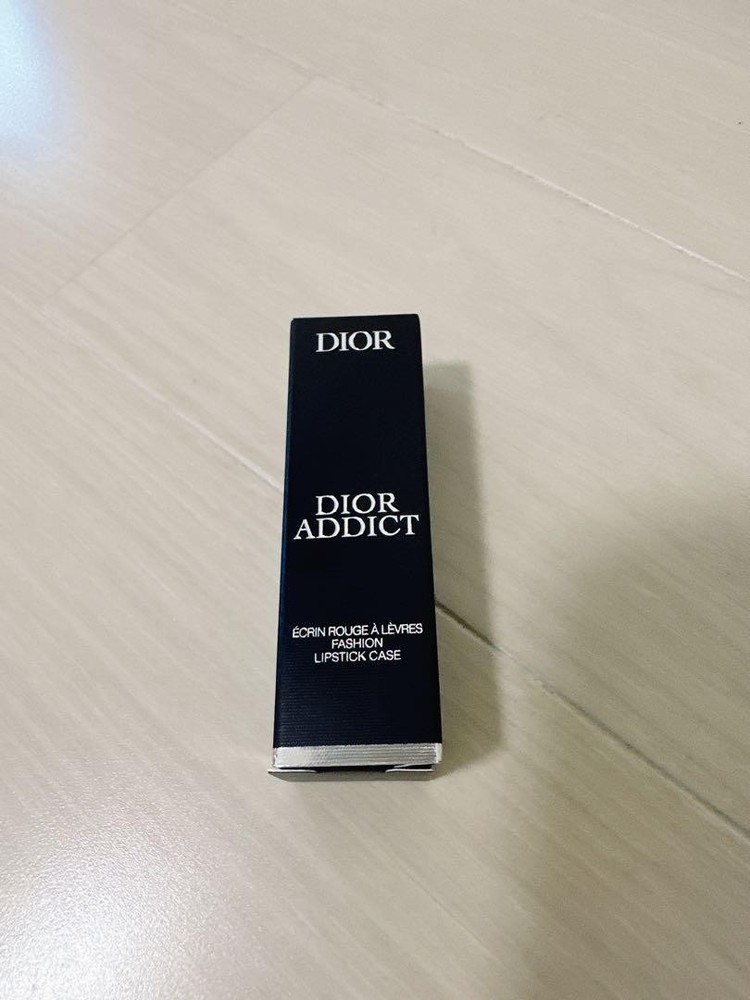 DIOR
DIOR
ADDICT
ÉCRIN ROUGE À LÈVRES
FASHION
LIPSTICK CASE